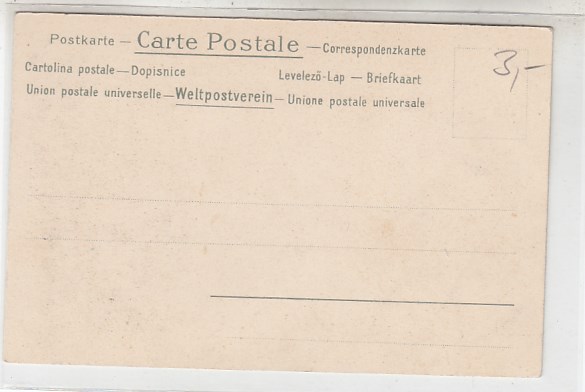 Postkarte — Carte Postale — Correspondenzkarte
Cartolina postale — Dopisnice Levelező-Lap — Briefkaart
Union postale universelle — Weltpostverein — Unione postale universale
3,-